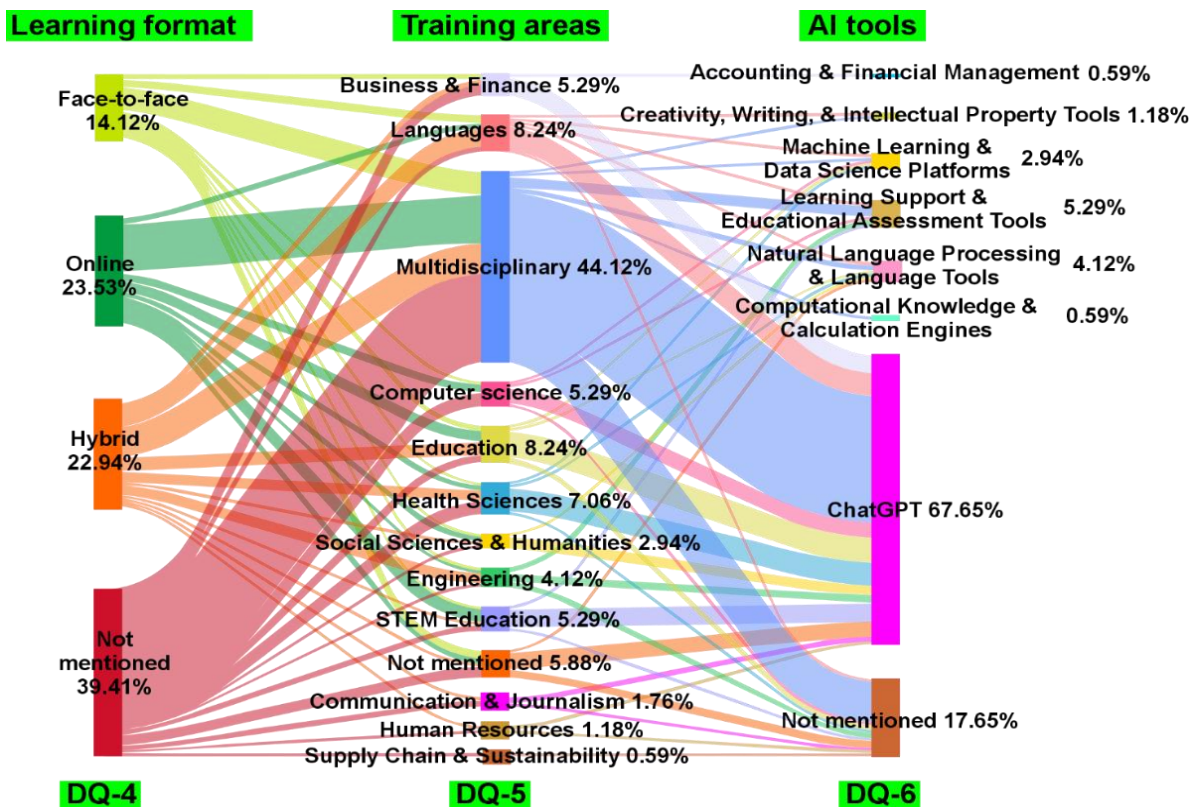 Learning format
Training areas
AI tools
Face-to-face
14.12%
Online
23.53%
Hybrid
22.94%
Not
mentioned
39.41%
Business & Finance 5.29%
Languages 8.24%
Multidisciplinary 44.12%
Computer science 5.29%
Education 8.24%
Health Sciences 7.06%
Social Sciences & Humanities 2.94%
Engineering 4.12%
STEM Education 5.29%
Not mentioned 5.88%
Communication & Journalism 1.76%
Human Resources 1.18%
Supply Chain & Sustainability 0.59%
Accounting & Financial Management 0.59%
Creativity, Writing, & Intellectual Property Tools 1.18%
Machine Learning &
Data Science Platforms 2.94%
Learning Support &
Educational Assessment Tools 5.29%
Natural Language Processing
& Language Tools 4.12%
Computational Knowledge &
Calculation Engines 0.59%
ChatGPT 67.65%
Not mentioned 17.65%
DQ-4
DQ-5
DQ-6